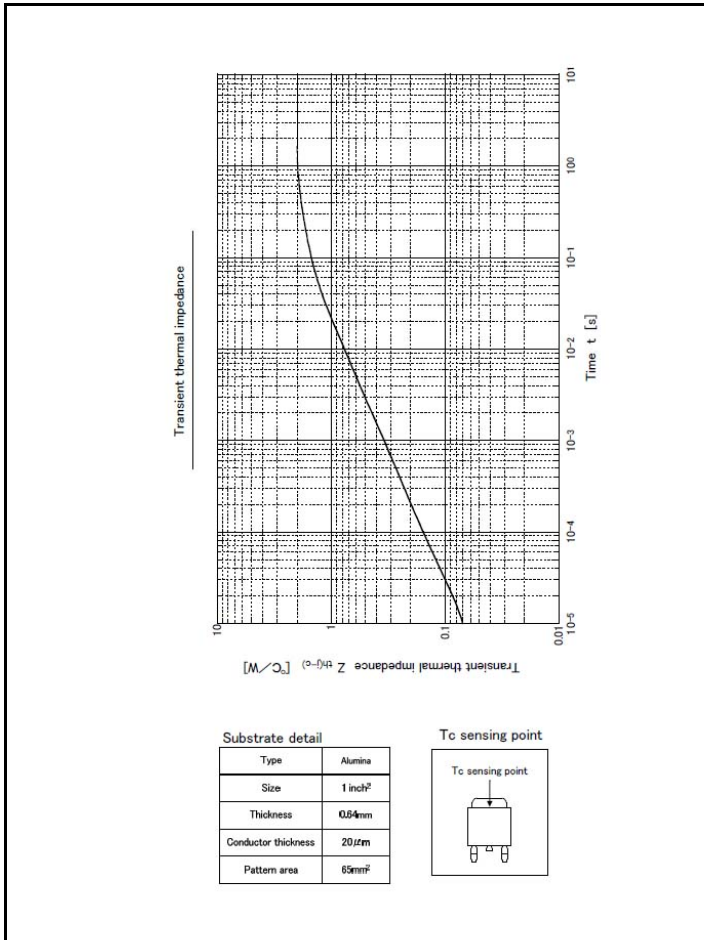 Transient thermal impedance
10
1
0.1
0.01
Transient thermal impedance Z th(j-c) [°C/W]
10-5
10-4
10-3
10-2
10-1
100
101
Time t [s]
Substrate detail
Type Alumina
Size 1 inch²
Thickness 0.64mm
Conductor thickness 20μm
Pattern area 65mm²
Tc sensing point
Tc sensing point